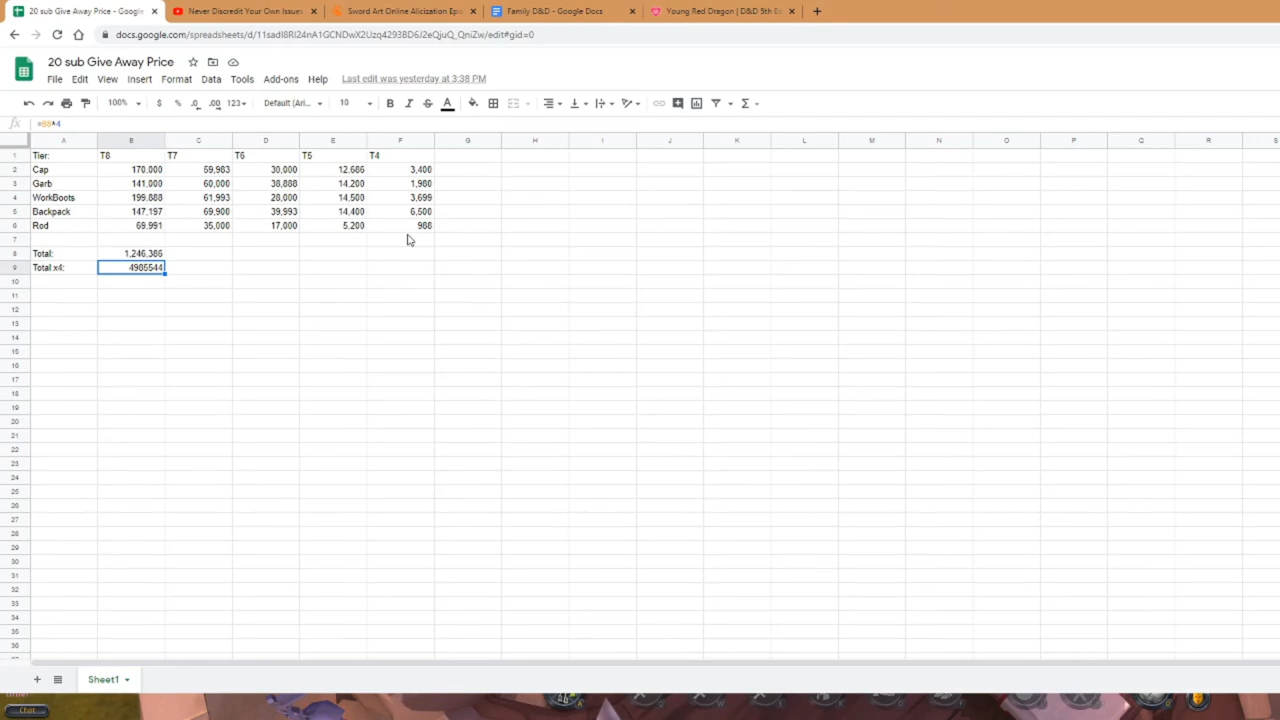 20 sub Give Away Price - Google
Never Discredit Your Own Issues
Sword Art Online Alicization Epi
Family D&D - Google Docs
Young Red Dragon | D&D 5th Ed
20 sub Give Away Price
File Edit View Insert Format Data Tools Add-ons Help Last edit was yesterday at 3:38 PM
100% $ % .0 .00 123 Default (Ari... 10 B I S A
fx =B8*4
A B C D E F G H I J K L M N O P Q R S
1 Tier: T8 T7 T6 T5 T4
2 Cap 170,000 59,983 30,000 12,686 3,400
3 Garb 141,000 60,000 38,888 14,200 1,980
4 WorkBoots 199,888 61,993 28,000 14,500 3,699
5 Backpack 147,197 69,900 39,993 14,400 6,500
6 Rod 69,991 35,000 17,000 5,200 988
7
8 Total: 1,246,386
9 Total x4: 4985544
10
11
12
13
14
15
16
17
18
19
20
21
22
23
24
25
26
27
28
29
30
31
32
33
34
35
36
Sheet1
Chat